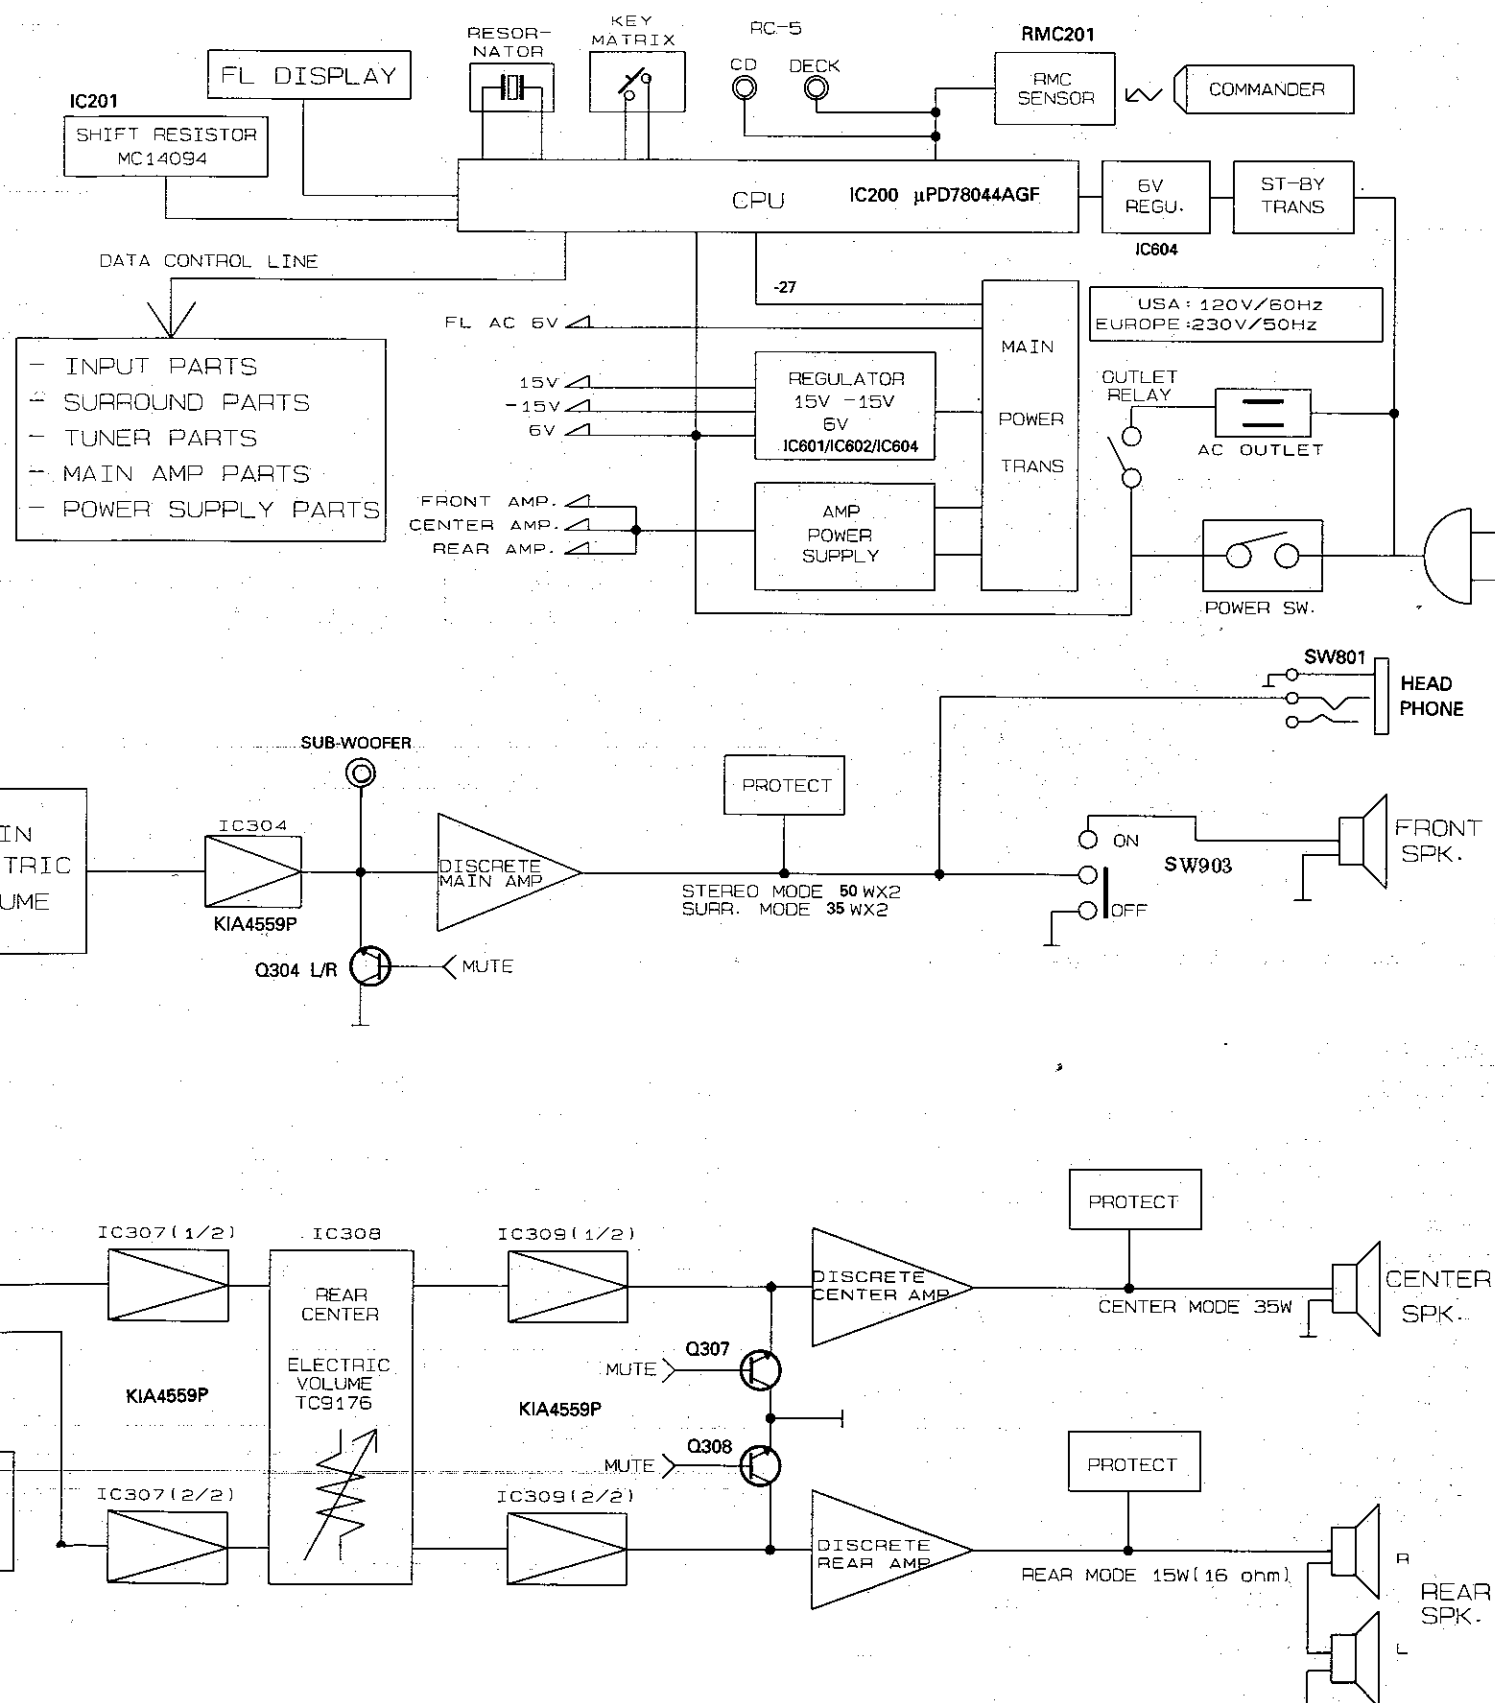 RESOR-
NATOR
KEY
MATRIX
RC-5
CD
DECK
RMC201
RMC
SENSOR
COMMANDER
FL DISPLAY
IC201
SHIFT RESISTOR
MC14094
CPU
IC200 µPD78044AGF
6V
REGU.
IC604
ST-BY
TRANS
DATA CONTROL LINE
- INPUT PARTS
- SURROUND PARTS
- TUNER PARTS
- MAIN AMP PARTS
- POWER SUPPLY PARTS
-27
FL AC 6V
15V
-15V
6V
REGULATOR
15V -15V
6V
IC601/IC602/IC604
FRONT AMP.
CENTER AMP.
REAR AMP.
AMP
POWER
SUPPLY
MAIN
POWER
TRANS
USA: 120V/60Hz
EUROPE:230V/50Hz
OUTLET
RELAY
AC OUTLET
POWER SW.
SW801
HEAD
PHONE
SUB-WOOFER
IN
TRIC
UME
IC304
KIA4559P
Q304 L/R
MUTE
DISCRETE
MAIN AMP
PROTECT
STEREO MODE 50 WX2
SURR. MODE 35 WX2
ON
OFF
SW903
FRONT
SPK.
IC307(1/2)
IC308
IC309(1/2)
REAR
CENTER
ELECTRIC
VOLUME
TC9176
KIA4559P
KIA4559P
IC307(2/2)
IC309(2/2)
MUTE
Q307
MUTE
Q308
DISCRETE
CENTER AMP
PROTECT
CENTER MODE 35W
CENTER
SPK.
DISCRETE
REAR AMP
PROTECT
REAR MODE 15W(16 ohm)
R
REAR
SPK.
L